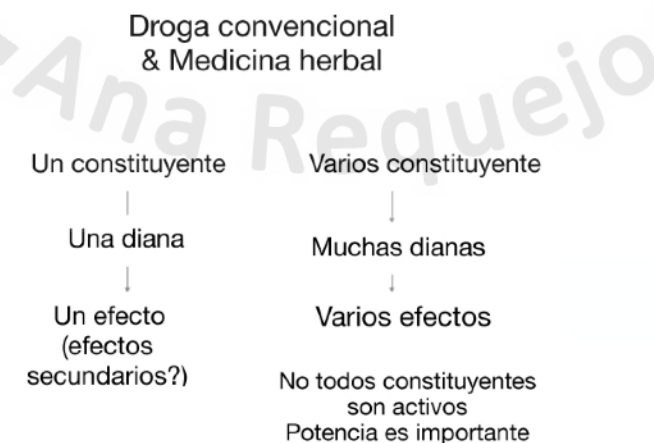 Droga convencional
& Medicina herbal
Ana Requejo
Un constituyente
Una diana
Un efecto
(efectos
secundarios?)
Varios constituyente
Muchas dianas
Varios efectos
No todos constituyentes
son activos
Potencia es importante